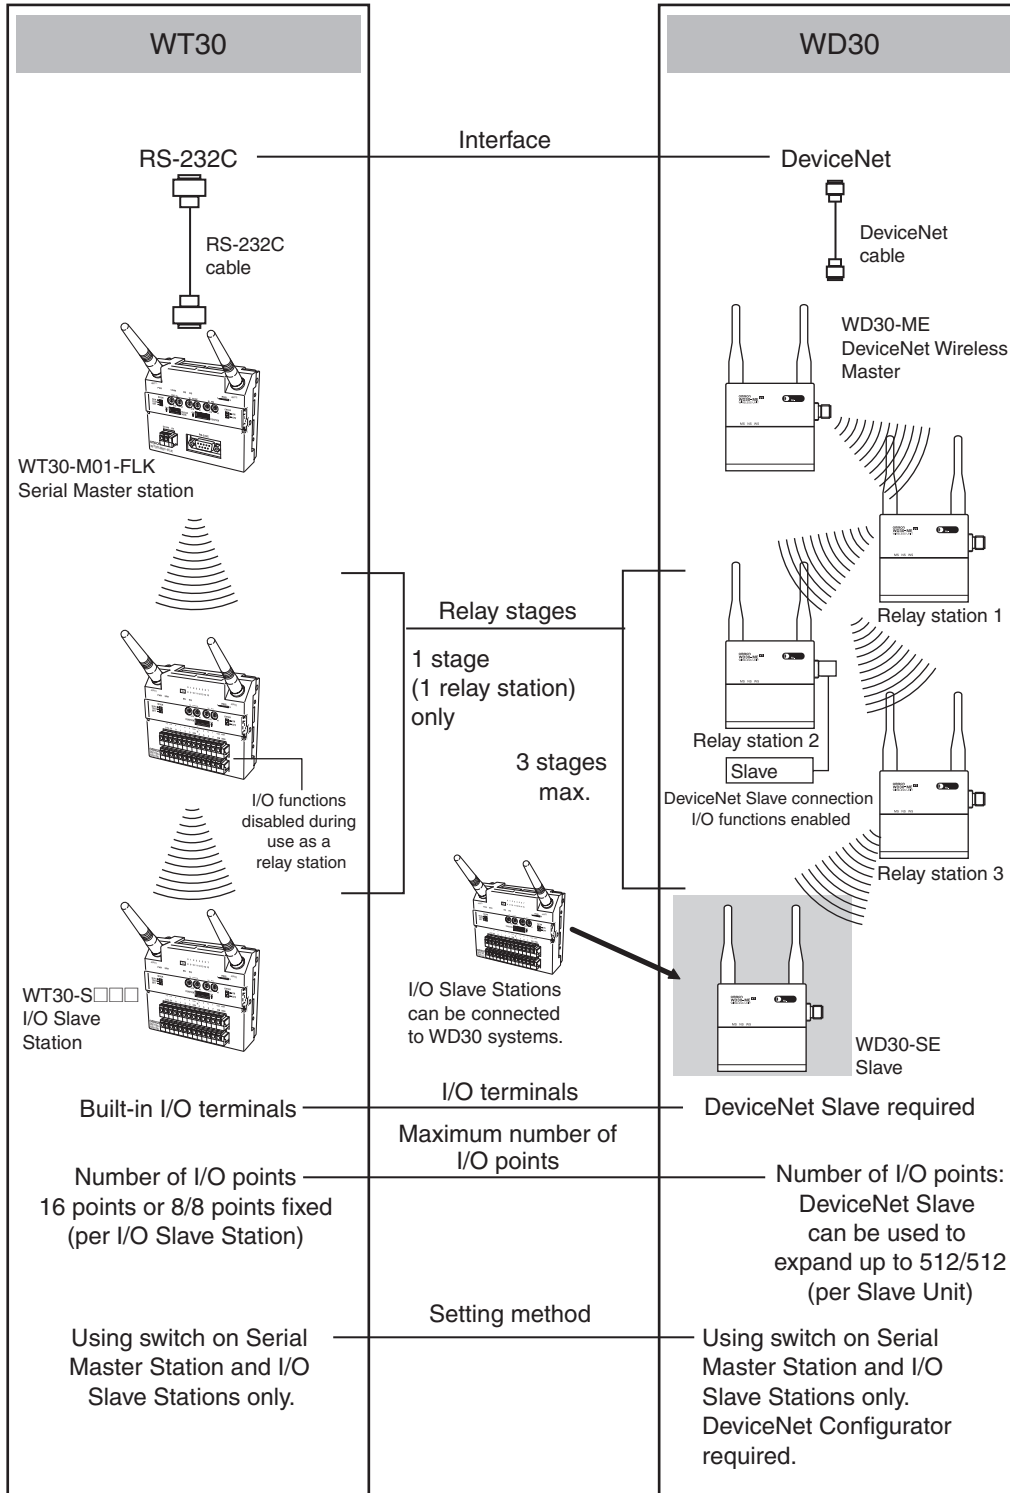 WT30
WD30
Interface
RS-232C
DeviceNet
RS-232C
cable
DeviceNet
cable
WD30-ME
DeviceNet Wireless
Master
WT30-M01-FLK
Serial Master station
Relay station 1
Relay stages
1 stage
(1 relay station)
only
Relay station 2
Slave
3 stages
max.
DeviceNet Slave connection
I/O functions enabled
I/O functions
disabled during
use as a
relay station
Relay station 3
WT30-S□□□
I/O Slave
Station
I/O Slave Stations
can be connected
to WD30 systems.
WD30-SE
Slave
I/O terminals
Built-in I/O terminals
DeviceNet Slave required
Maximum number of
I/O points
Number of I/O points
16 points or 8/8 points fixed
(per I/O Slave Station)
Number of I/O points:
DeviceNet Slave
can be used to
expand up to 512/512
(per Slave Unit)
Setting method
Using switch on Serial
Master Station and I/O
Slave Stations only.
Using switch on Serial
Master Station and I/O
Slave Stations only.
DeviceNet Configurator
required.